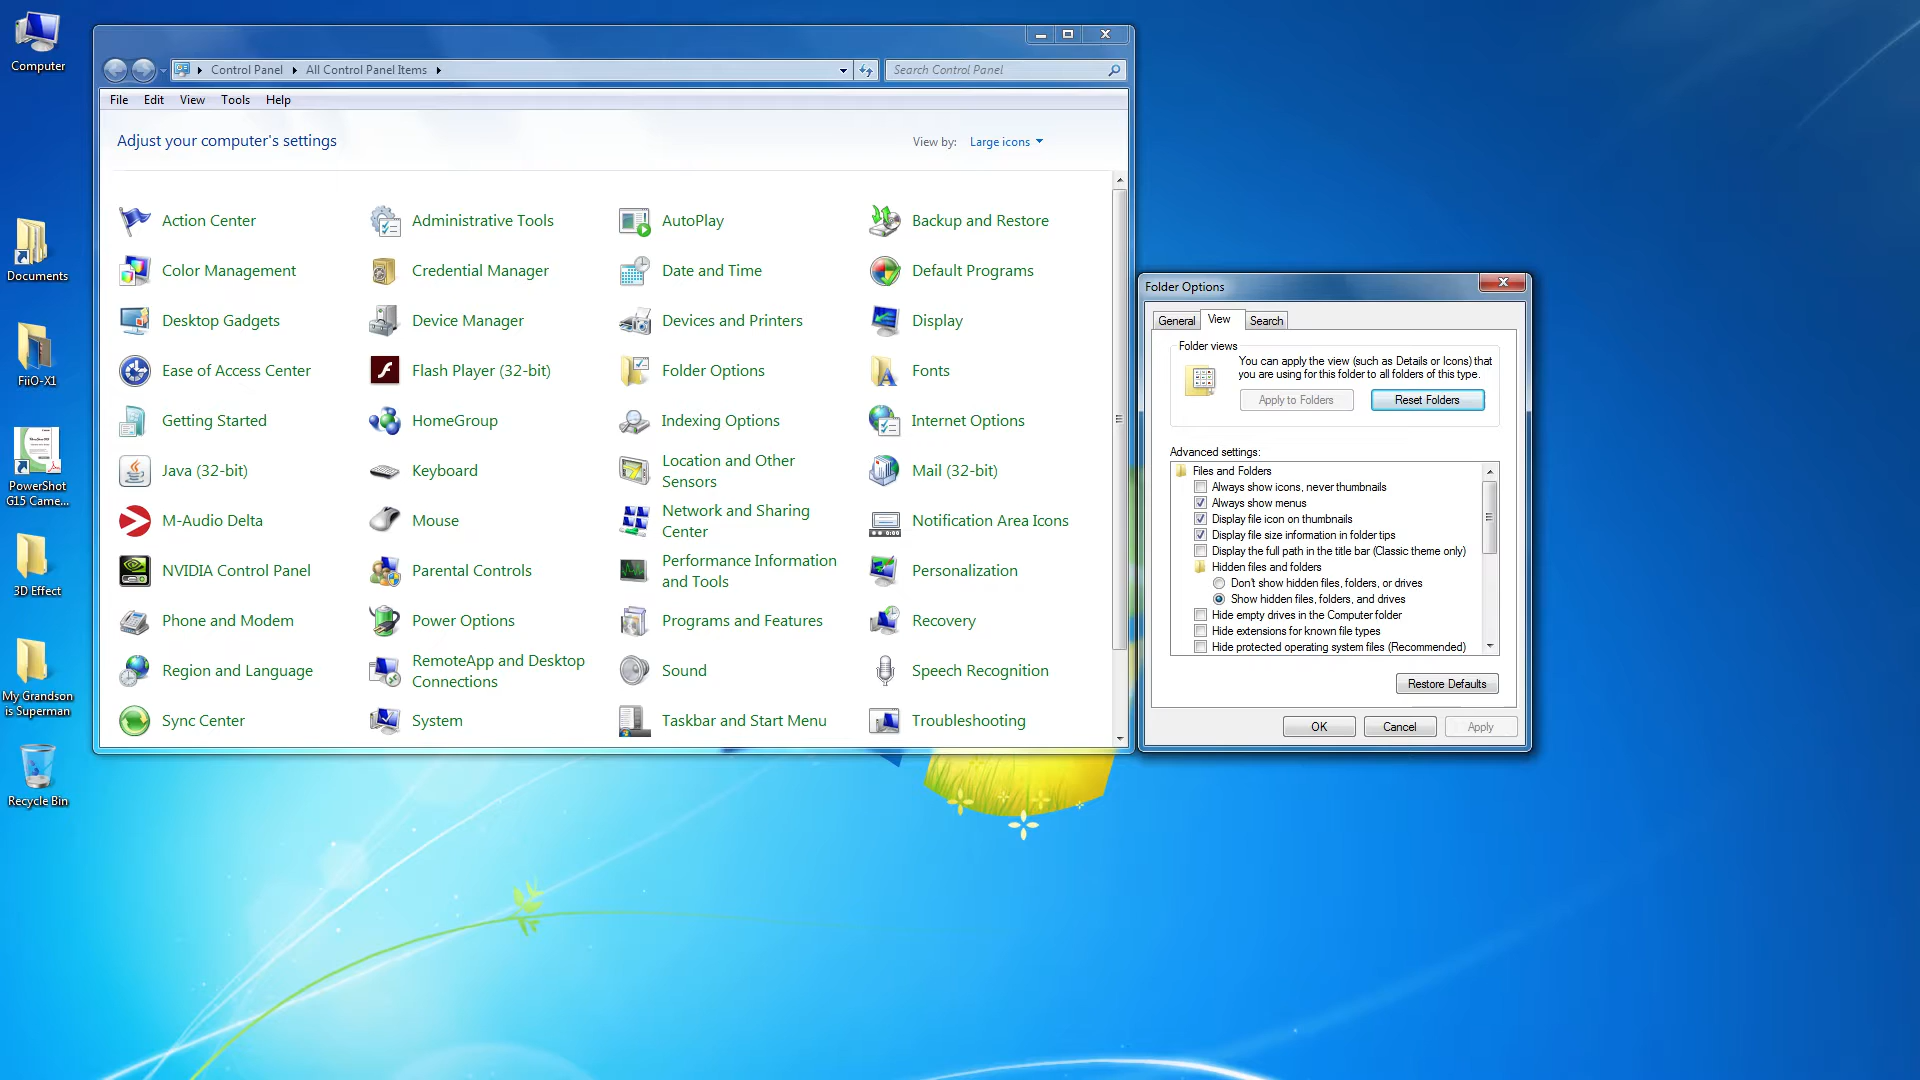 Computer
Documents
FiiO-X1
PowerShot
G15 Came...
3D Effect
My Grandson
is Superman
Recycle Bin
Control Panel
All Control Panel Items
Search Control Panel
File Edit View Tools Help
Adjust your computer's settings
View by: Large icons
Action Center
Administrative Tools
AutoPlay
Backup and Restore
Color Management
Credential Manager
Date and Time
Default Programs
Desktop Gadgets
Device Manager
Devices and Printers
Display
Ease of Access Center
Flash Player (32-bit)
Folder Options
Fonts
Getting Started
HomeGroup
Indexing Options
Internet Options
Java (32-bit)
Keyboard
Location and Other
Sensors
Mail (32-bit)
M-Audio Delta
Mouse
Network and Sharing
Center
Notification Area Icons
NVIDIA Control Panel
Parental Controls
Performance Information
and Tools
Personalization
Phone and Modem
Power Options
Programs and Features
Recovery
Region and Language
RemoteApp and Desktop
Connections
Sound
Speech Recognition
Sync Center
System
Taskbar and Start Menu
Troubleshooting
Folder Options
General View Search
Folder views
You can apply the view (such as Details or Icons) that
you are using for this folder to all folders of this type.
Apply to Folders Reset Folders
Advanced settings:
Files and Folders
Always show icons, never thumbnails
Always show menus
Display file icon on thumbnails
Display file size information in folder tips
Display the full path in the title bar (Classic theme only)
Hidden files and folders
Don't show hidden files, folders, or drives
Show hidden files, folders, and drives
Hide empty drives in the Computer folder
Hide extensions for known file types
Hide protected operating system files (Recommended)
Restore Defaults
OK Cancel Apply